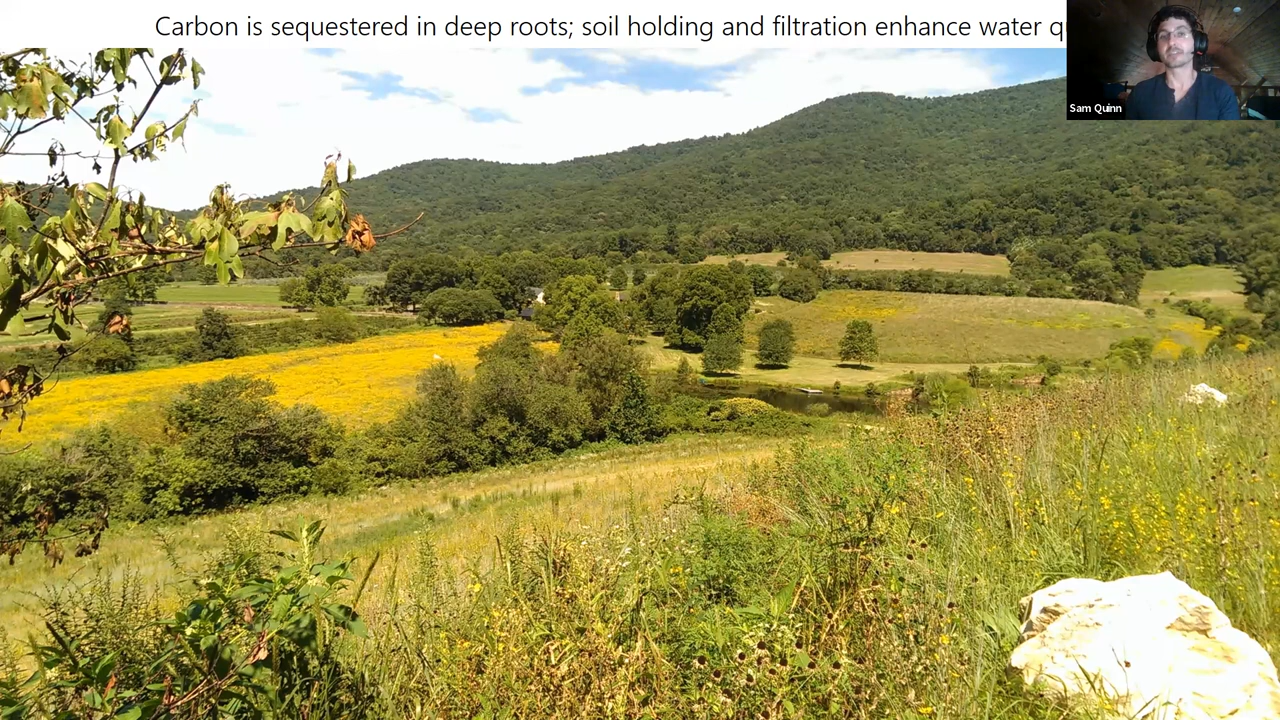 Carbon is sequestered in deep roots; soil holding and filtration enhance water
Sam Quinn